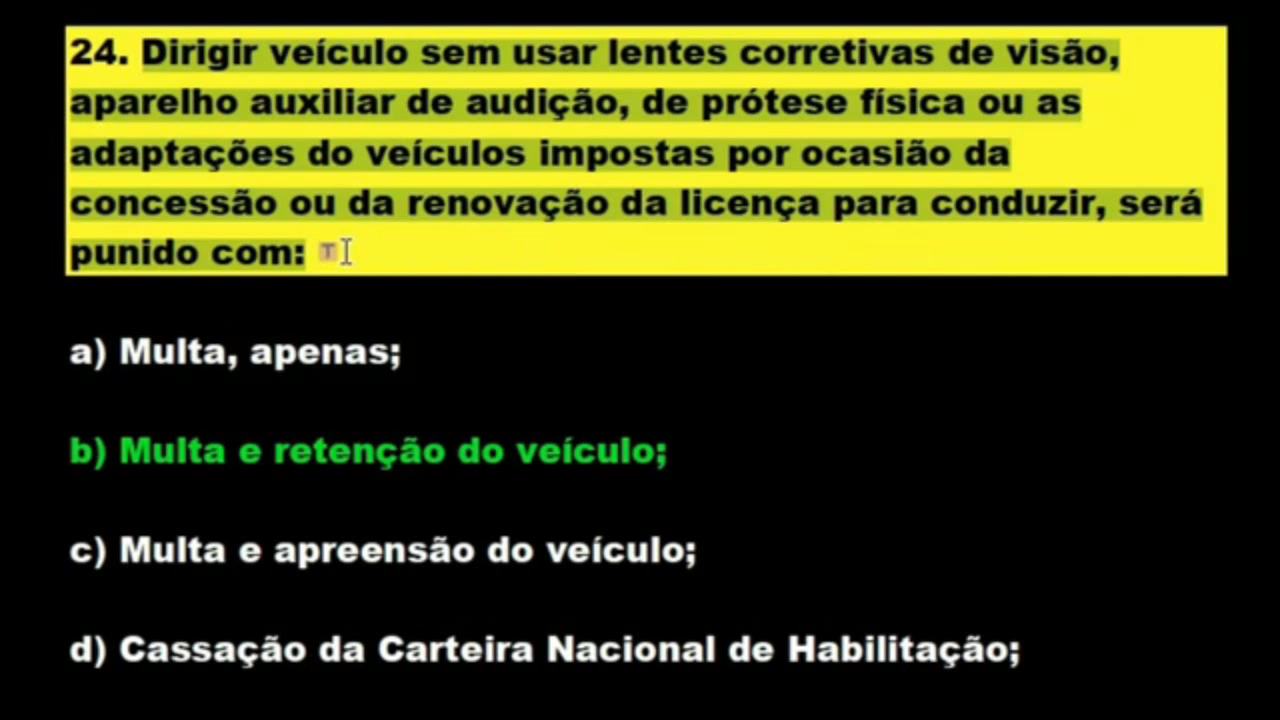 24. Dirigir veículo sem usar lentes corretivas de visão,
aparelho auxiliar de audição, de prótese física ou as
adaptações do veículos impostas por ocasião da
concessão ou da renovação da licença para conduzir, será
punido com:
a) Multa, apenas;
b) Multa e retenção do veículo;
c) Multa e apreensão do veículo;
d) Cassação da Carteira Nacional de Habilitação;